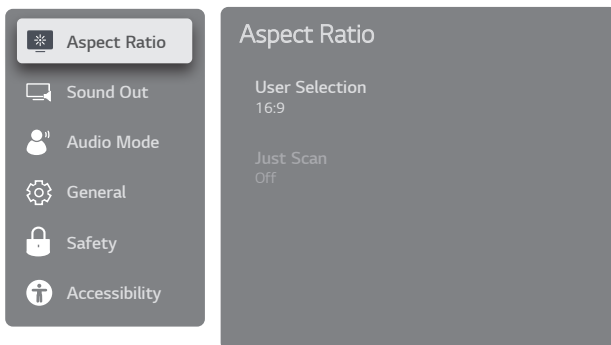 Aspect Ratio
Sound Out
Audio Mode
General
Safety
Accessibility
Aspect Ratio
User Selection
16:9
Just Scan
Off